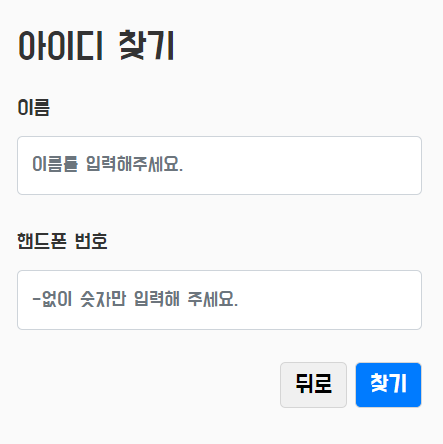 아이디 찾기
이름
이름를 입력해주세요.
핸드폰 번호
-없이 숫자만 입력해 주세요.
뒤로 찾기